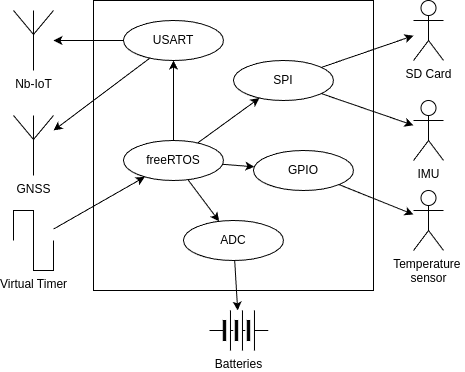 USART
SPI
SD Card
Nb-IoT
freeRTOS
GPIO
IMU
GNSS
ADC
Virtual Timer
Temperature
sensor
Batteries